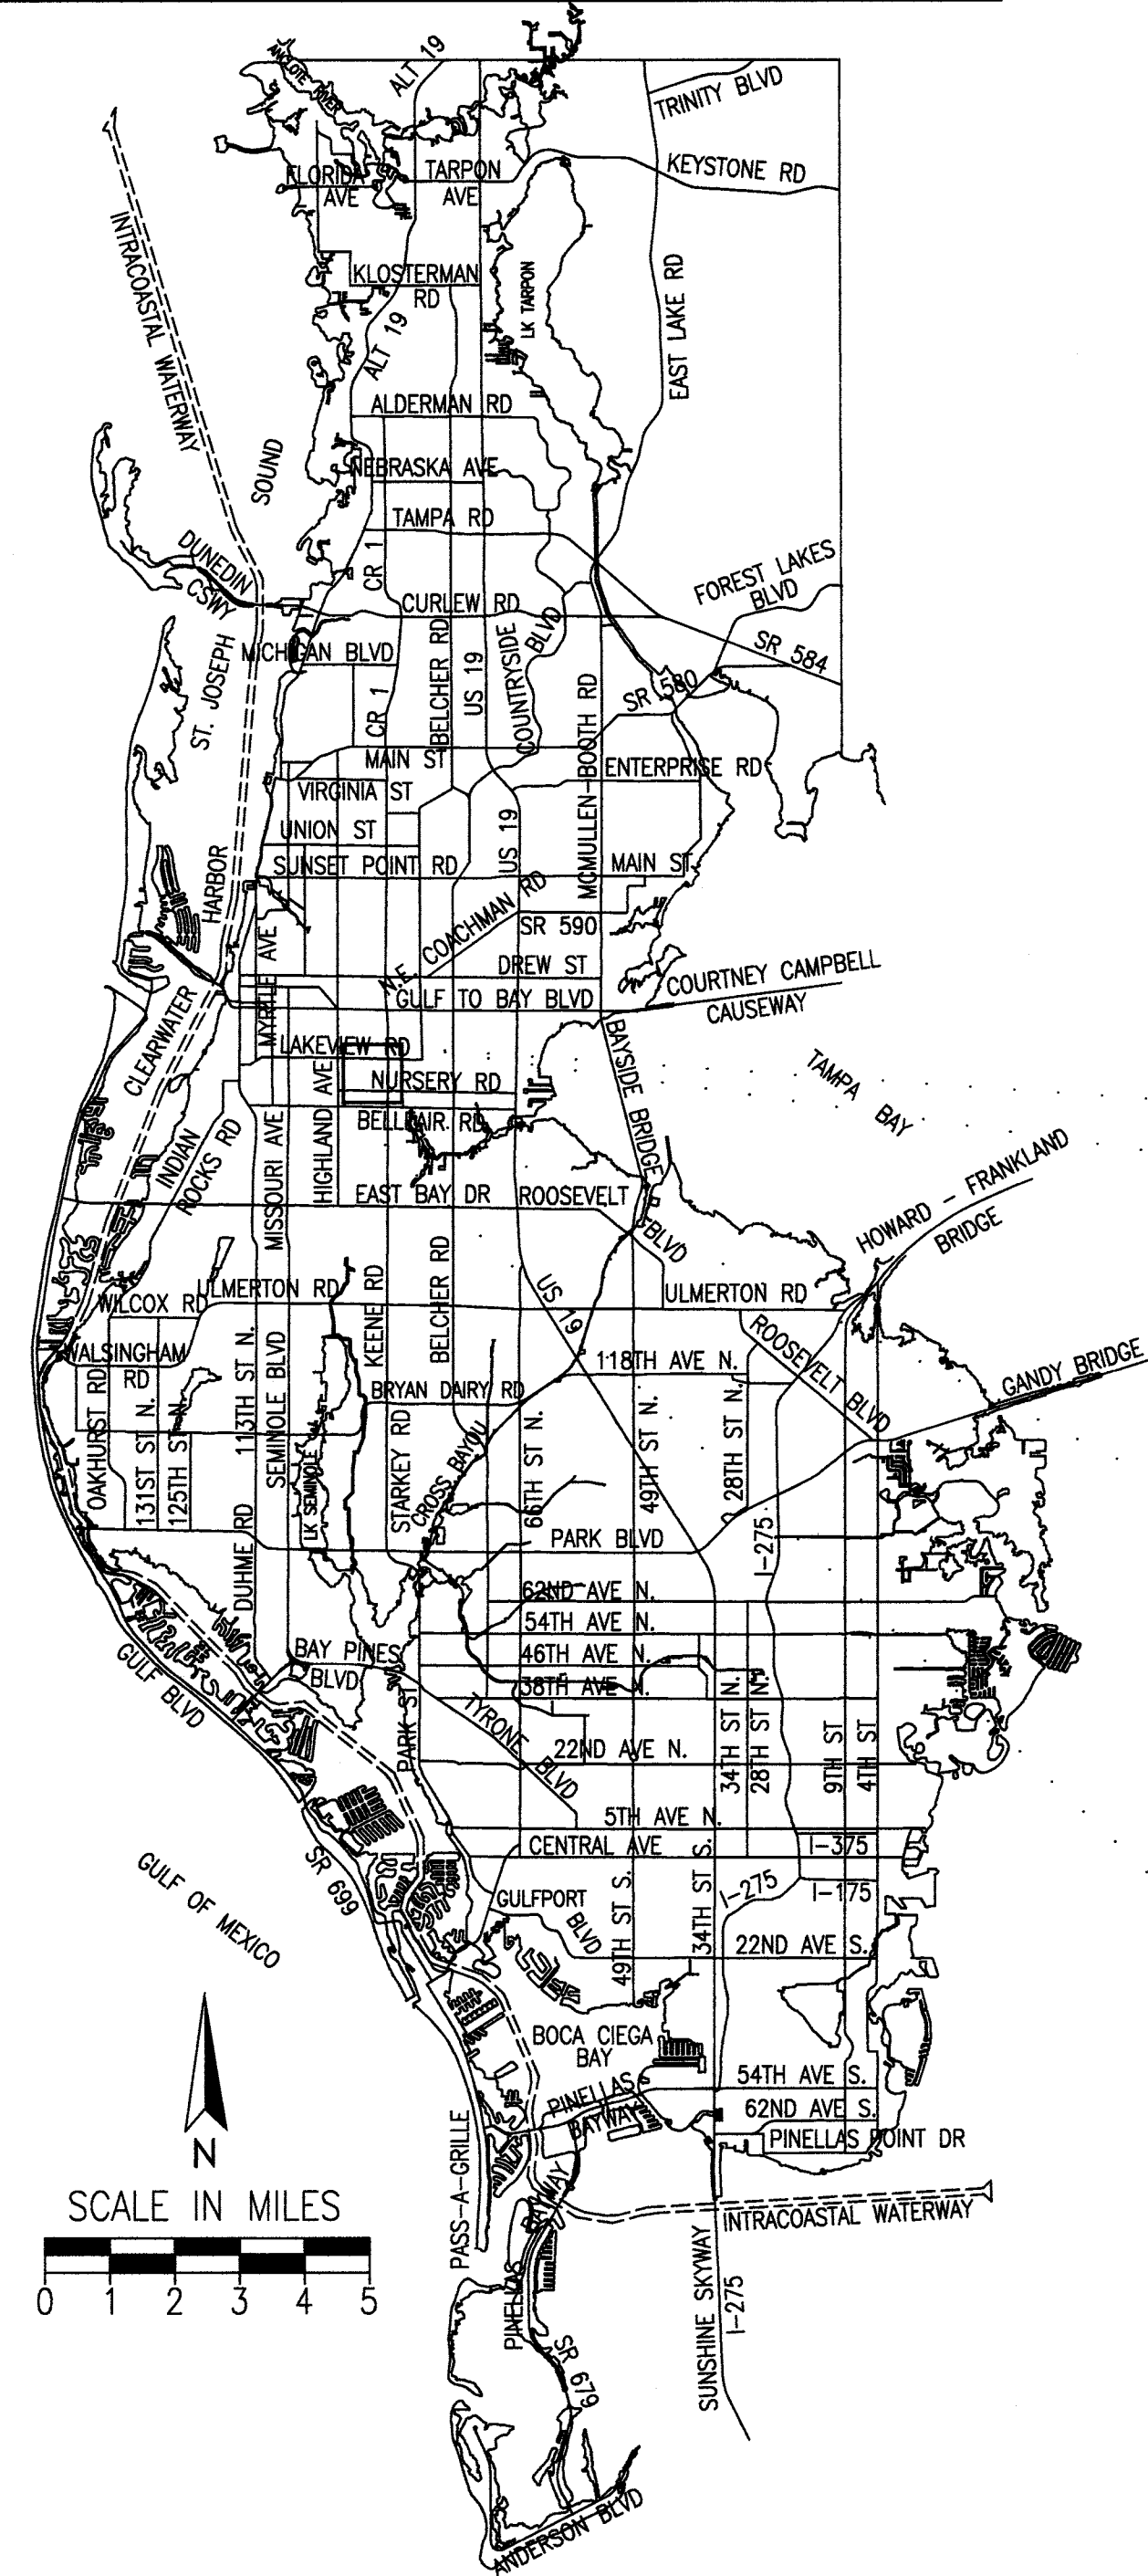 ANCLOTE RIVER
ALT 19
TRINITY BLVD
KEYSTONE RD
FLORIDA
AVE
TARPON
AVE
INTRACOASTAL WATERWAY
KLOSTERMAN
RD
LK TARPON
EAST LAKE RD
ALT 19
ALDERMAN RD
SOUND
NEBRASKA AVE
TAMPA RD
DUNEDIN
CSWY
CR 1
FOREST LAKES
BLVD
CURLEW RD
ST. JOSEPH
MICHIGAN BLVD
BELCHER RD
US 19
COUNTRYSIDE
BLVD
SR 584
CR 1
SR 580
MCMULLEN-BOOTH RD
MAIN ST
ENTERPRISE RD
VIRGINIA ST
UNION ST
US 19
SUNSET POINT RD
MAIN ST
HARBOR
N.E. COACHMAN RD
SR 590
MYRTLE AVE
DREW ST
COURTNEY CAMPBELL
CAUSEWAY
GULF TO BAY BLVD
CLEARWATER
LAKEVIEW RD
BAYSIDE BRIDGE
TAMPA
BAY
NURSERY RD
HIGHLAND AVE
BELLEAIR RD
INDIAN
ROCKS RD
MISSOURI AVE
EAST BAY DR
ROOSEVELT
BLVD
HOWARD - FRANKLAND
BRIDGE
ULMERTON RD
WILCOX RD
KEENE RD
BELCHER RD
US 19
ULMERTON RD
WALSINGHAM
RD
113TH ST N.
SEMINOLE BLVD
118TH AVE N.
ROOSEVELT BLVD
GANDY BRIDGE
BRYAN DAIRY RD
OAKHURST RD
131ST ST N.
125TH ST N.
LK SEMINOLE
STARKEY RD
CROSS BAYOU
66TH ST N.
49TH ST N.
28TH ST N.
DUHME RD
PARK BLVD
I-275
62ND AVE N.
54TH AVE N.
GULF BLVD
BAY PINES
BLVD
46TH AVE N.
38TH AVE N.
PARK ST
TYRONE BLVD
22ND AVE N.
34TH ST N.
28TH ST N.
9TH ST
4TH ST
5TH AVE N.
CENTRAL AVE
I-375
SR 699
GULF OF MEXICO
GULFPORT
BLVD
49TH ST S.
34TH ST S.
I-275
I-175
22ND AVE S.
BOCA CIEGA
BAY
54TH AVE S.
PINELLAS
BAYWAY
62ND AVE S.
PINELLAS POINT DR
N
PASS-A-GRILLE
SCALE IN MILES
0 1 2 3 4 5
PINELLAS
BAYWAY
INTRACOASTAL WATERWAY
SUNSHINE SKYWAY
I-275
SR 679
ANDERSON BLVD